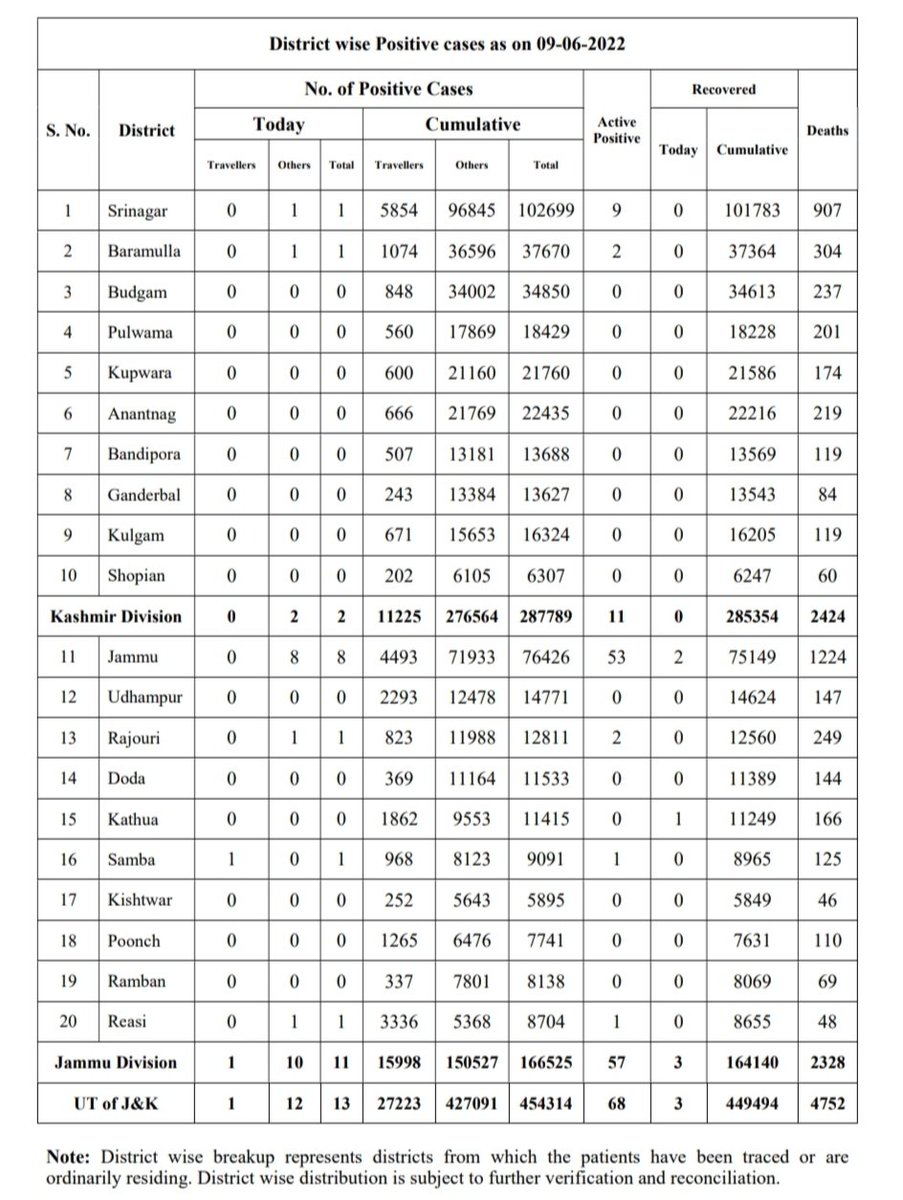 District wise Positive cases as on 09-06-2022
No. of Positive Cases
Recovered
S. No. District Today Cumulative Active Positive Today Cumulative Deaths
Travellers Others Total Travellers Others Total
1 Srinagar 0 1 1 5854 96845 102699 9 0 101783 907
2 Baramulla 0 1 1 1074 36596 37670 2 0 37364 304
3 Budgam 0 0 0 848 34002 34850 0 0 34613 237
4 Pulwama 0 0 0 560 17869 18429 0 0 18228 201
5 Kupwara 0 0 0 600 21160 21760 0 0 21586 174
6 Anantnag 0 0 0 666 21769 22435 0 0 22216 219
7 Bandipora 0 0 0 507 13181 13688 0 0 13569 119
8 Ganderbal 0 0 0 243 13384 13627 0 0 13543 84
9 Kulgam 0 0 0 671 15653 16324 0 0 16205 119
10 Shopian 0 0 0 202 6105 6307 0 0 6247 60
Kashmir Division 0 2 2 11225 276564 287789 11 0 285354 2424
11 Jammu 0 8 8 4493 71933 76426 53 2 75149 1224
12 Udhampur 0 0 0 2293 12478 14771 0 0 14624 147
13 Rajouri 0 1 1 823 11988 12811 2 0 12560 249
14 Doda 0 0 0 369 11164 11533 0 0 11389 144
15 Kathua 0 0 0 1862 9553 11415 0 1 11249 166
16 Samba 1 0 1 968 8123 9091 1 0 8965 125
17 Kishtwar 0 0 0 252 5643 5895 0 0 5849 46
18 Poonch 0 0 0 1265 6476 7741 0 0 7631 110
19 Ramban 0 0 0 337 7801 8138 0 0 8069 69
20 Reasi 0 1 1 3336 5368 8704 1 0 8655 48
Jammu Division 1 10 11 15998 150527 166525 57 3 164140 2328
UT of J&K 1 12 13 27223 427091 454314 68 3 449494 4752
Note: District wise breakup represents districts from which the patients have been traced or are
ordinarily residing. District wise distribution is subject to further verification and reconciliation.